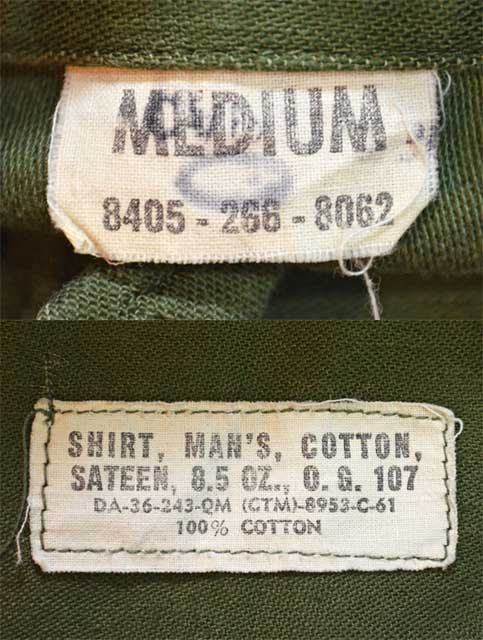 MEDIUM
8405 - 266 - 8062
SHIRT, MAN'S, COTTON,
SATEEN, 8.5 OZ., O. G. 107
DA-36-243-QM (CTM)-8953-C-61
100% COTTON